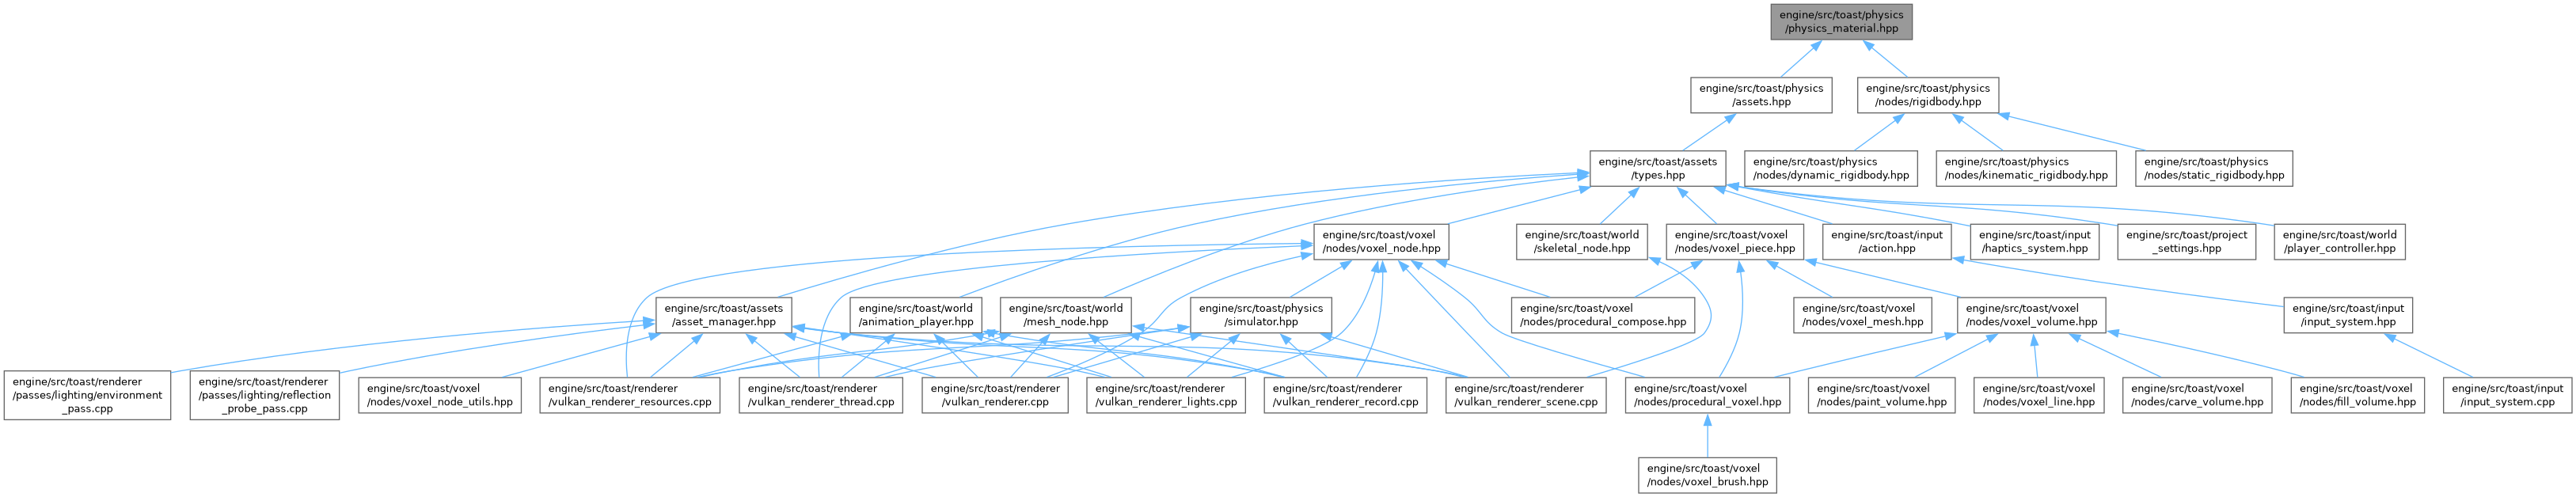 engine/src/toast/physics
/physics_material.hpp
engine/src/toast/physics
/assets.hpp
engine/src/toast/physics
/nodes/rigidbody.hpp
engine/src/toast/assets
/types.hpp
engine/src/toast/physics
/nodes/dynamic_rigidbody.hpp
engine/src/toast/physics
/nodes/kinematic_rigidbody.hpp
engine/src/toast/physics
/nodes/static_rigidbody.hpp
engine/src/toast/voxel
/nodes/voxel_node.hpp
engine/src/toast/world
/skeletal_node.hpp
engine/src/toast/voxel
/nodes/voxel_piece.hpp
engine/src/toast/input
/action.hpp
engine/src/toast/input
/haptics_system.hpp
engine/src/toast/project
_settings.hpp
engine/src/toast/world
/player_controller.hpp
engine/src/toast/assets
/asset_manager.hpp
engine/src/toast/world
/animation_player.hpp
engine/src/toast/world
/mesh_node.hpp
engine/src/toast/physics
/simulator.hpp
engine/src/toast/voxel
/nodes/procedural_compose.hpp
engine/src/toast/voxel
/nodes/voxel_mesh.hpp
engine/src/toast/voxel
/nodes/voxel_volume.hpp
engine/src/toast/input
/input_system.hpp
engine/src/toast/renderer
/passes/lighting/environment
_pass.cpp
engine/src/toast/renderer
/passes/lighting/reflection
_probe_pass.cpp
engine/src/toast/voxel
/nodes/voxel_node_utils.hpp
engine/src/toast/renderer
/vulkan_renderer_resources.cpp
engine/src/toast/renderer
/vulkan_renderer_thread.cpp
engine/src/toast/renderer
/vulkan_renderer.cpp
engine/src/toast/renderer
/vulkan_renderer_lights.cpp
engine/src/toast/renderer
/vulkan_renderer_record.cpp
engine/src/toast/renderer
/vulkan_renderer_scene.cpp
engine/src/toast/voxel
/nodes/procedural_voxel.hpp
engine/src/toast/voxel
/nodes/paint_volume.hpp
engine/src/toast/voxel
/nodes/voxel_line.hpp
engine/src/toast/voxel
/nodes/carve_volume.hpp
engine/src/toast/voxel
/nodes/fill_volume.hpp
engine/src/toast/input
/input_system.cpp
engine/src/toast/voxel
/nodes/voxel_brush.hpp